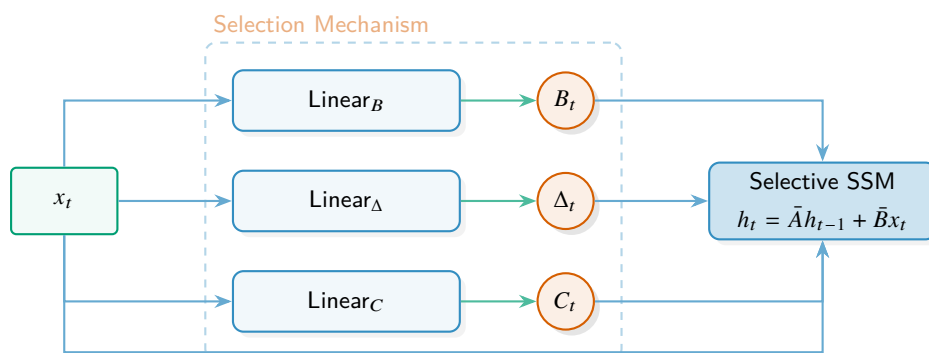 Selection Mechanism
Linear_B
B_t
x_t
Linear_Δ
Δ_t
Selective SSM
h_t = Āh_{t−1} + B̄x_t
Linear_C
C_t